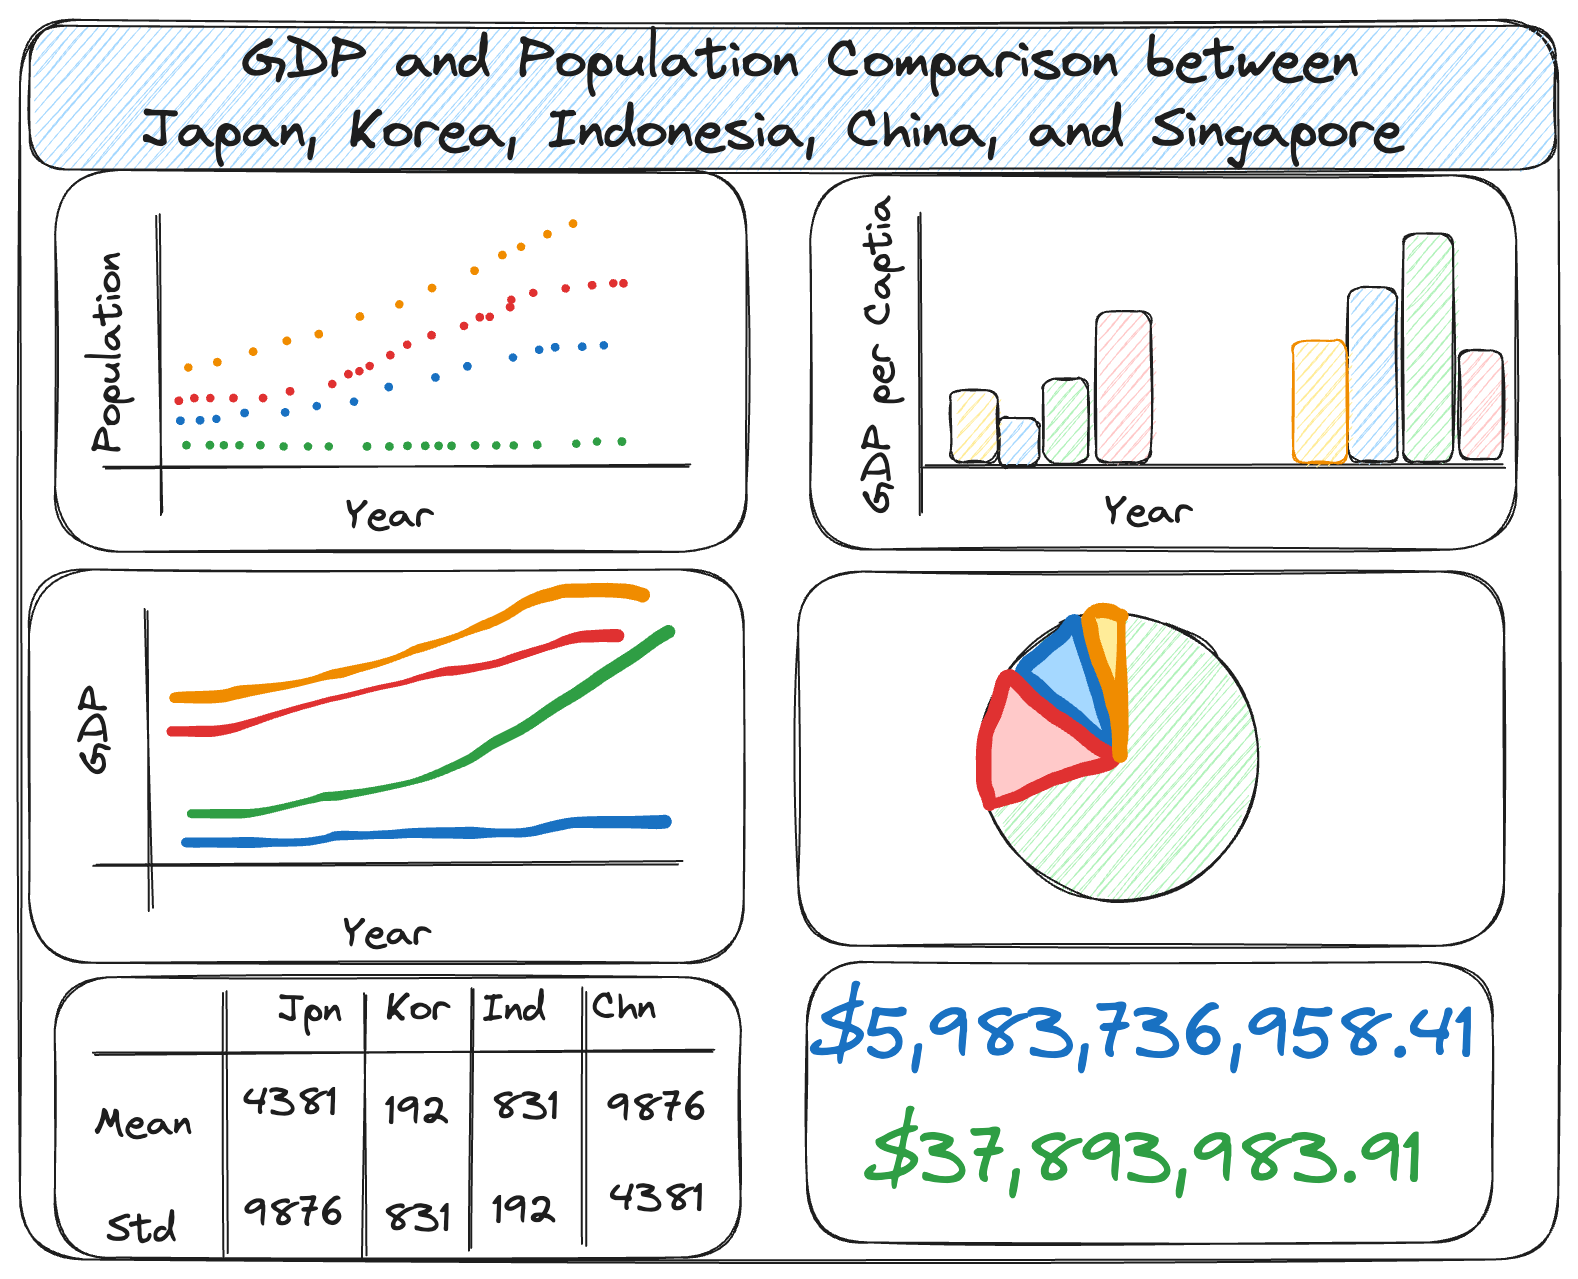 GDP and Population Comparison between
Japan, Korea, Indonesia, China, and Singapore
Population
Year
GDP per Captia
Year
GDP
Year
Jpn Kor Ind Chn
Mean 4381 192 831 9876
Std 9876 831 192 4381
$5,983,736,958.41
$37,893,983.91